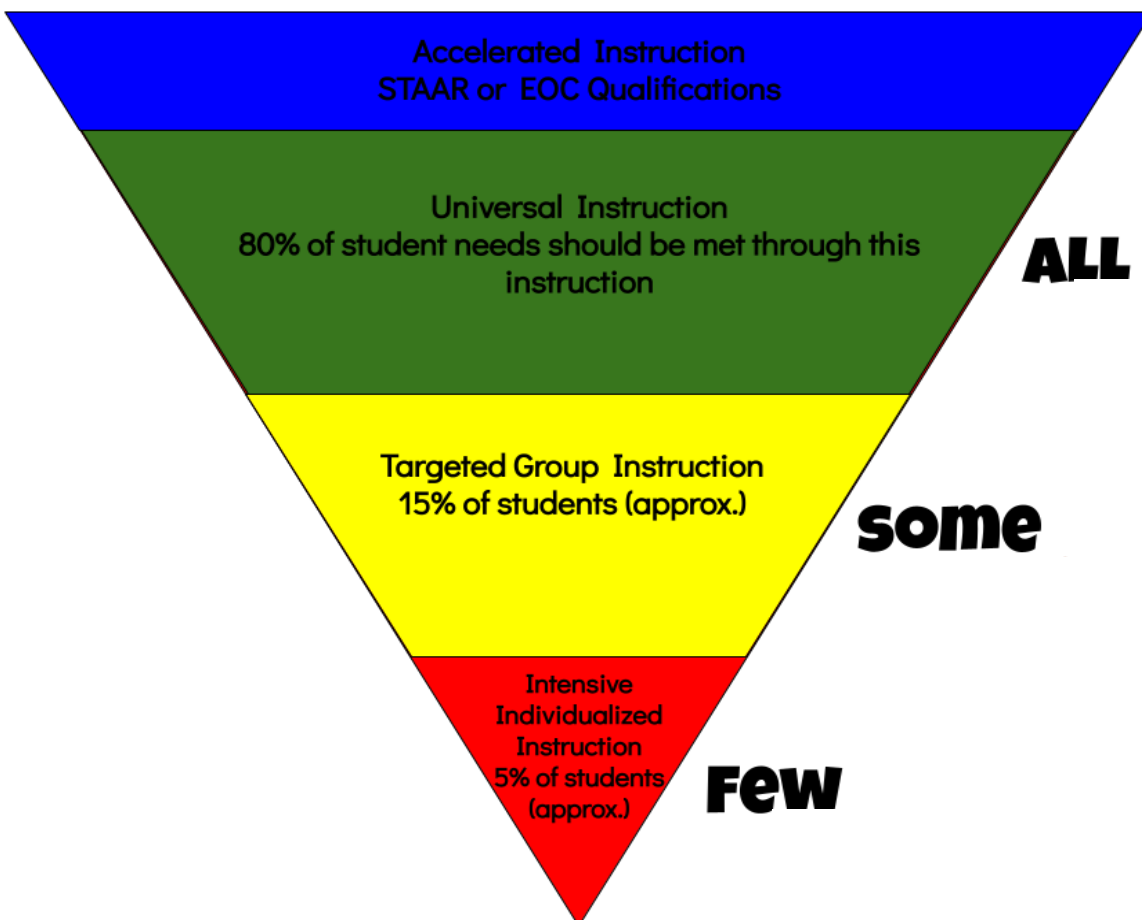 Accelerated Instruction
STAAR or EOC Qualifications
Universal Instruction
80% of student needs should be met through this
instruction
ALL
Targeted Group Instruction
15% of students (approx.)
some
Intensive
Individualized
Instruction
5% of students
(approx.)
Few